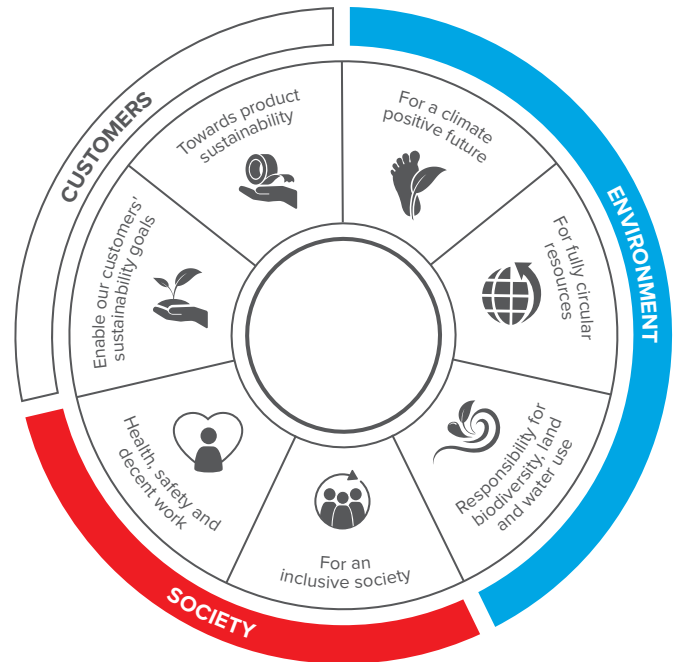 CUSTOMERS
Towards product
sustainability
Enable our customers'
sustainability goals
ENVIRONMENT
For a climate
positive future
For fully circular
resources
Responsibility for
biodiversity, land
and water use
SOCIETY
For an
inclusive society
Health, safety and
decent work